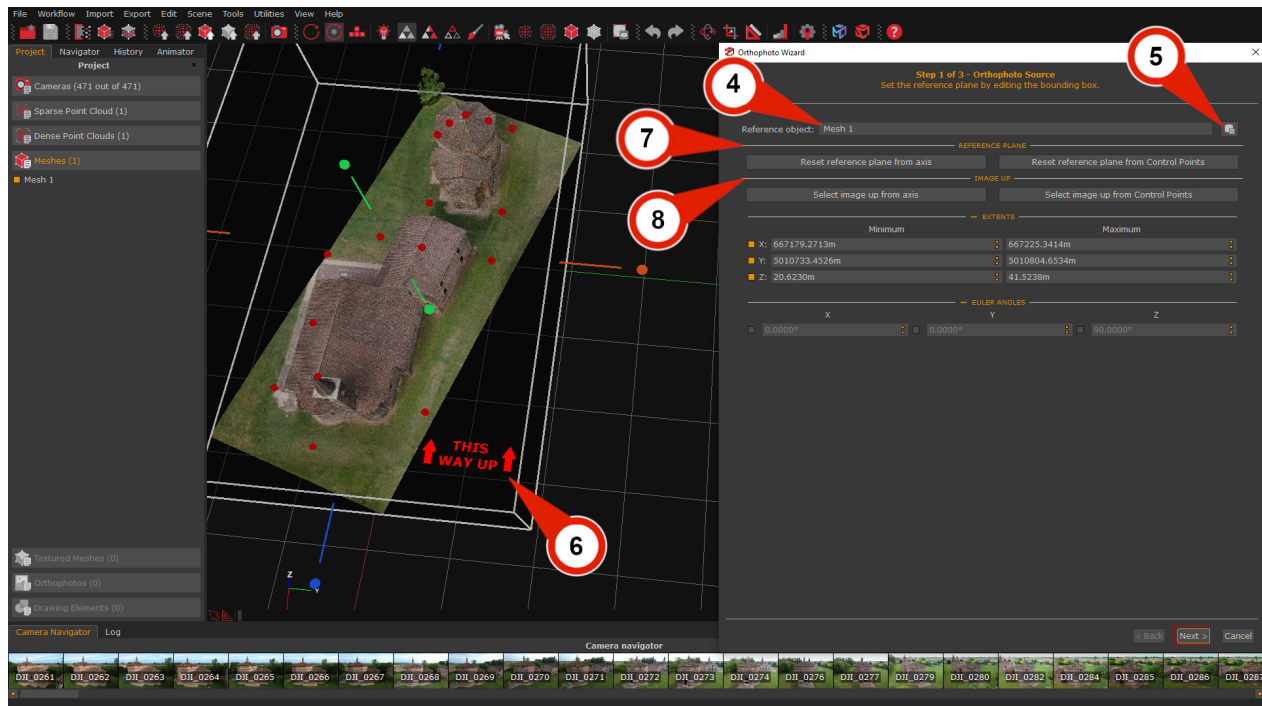 File Workflow Import Export Edit Scene Tools Utilities View Help
Project Navigator History Animator
Project
Cameras (471 out of 471)
Sparse Point Cloud (1)
Dense Point Clouds (1)
Meshes (1)
Mesh 1
Textured Meshes (0)
Orthophotos (0)
Drawing Elements (0)
THIS
WAY UP
Z
Y
4
5
6
7
8
Orthophoto Wizard
Step 1 of 3 - Orthophoto Source
Set the reference plane by editing the bounding box.
Reference object: Mesh 1
REFERENCE PLANE
Reset reference plane from axis Reset reference plane from Control Points
IMAGE UP
Select image up from axis Select image up from Control Points
EXTENTS
Minimum Maximum
X: 667179.2713m 667225.3414m
Y: 5010733.4526m 5010804.6534m
Z: 20.6230m 41.5238m
EULER ANGLES
X Y Z
0.0000° 0.0000° 90.0000°
< Back Next > Cancel
Camera Navigator Log
Camera navigator
DJI_0261 DJI_0262 DJI_0263 DJI_0264 DJI_0265 DJI_0266 DJI_0267 DJI_0268 DJI_0269 DJI_0270 DJI_0271 DJI_0272 DJI_0273 DJI_0274 DJI_0276 DJI_0277 DJI_0279 DJI_0280 DJI_0282 DJI_0284 DJI_0285 DJI_0286 DJI_0287